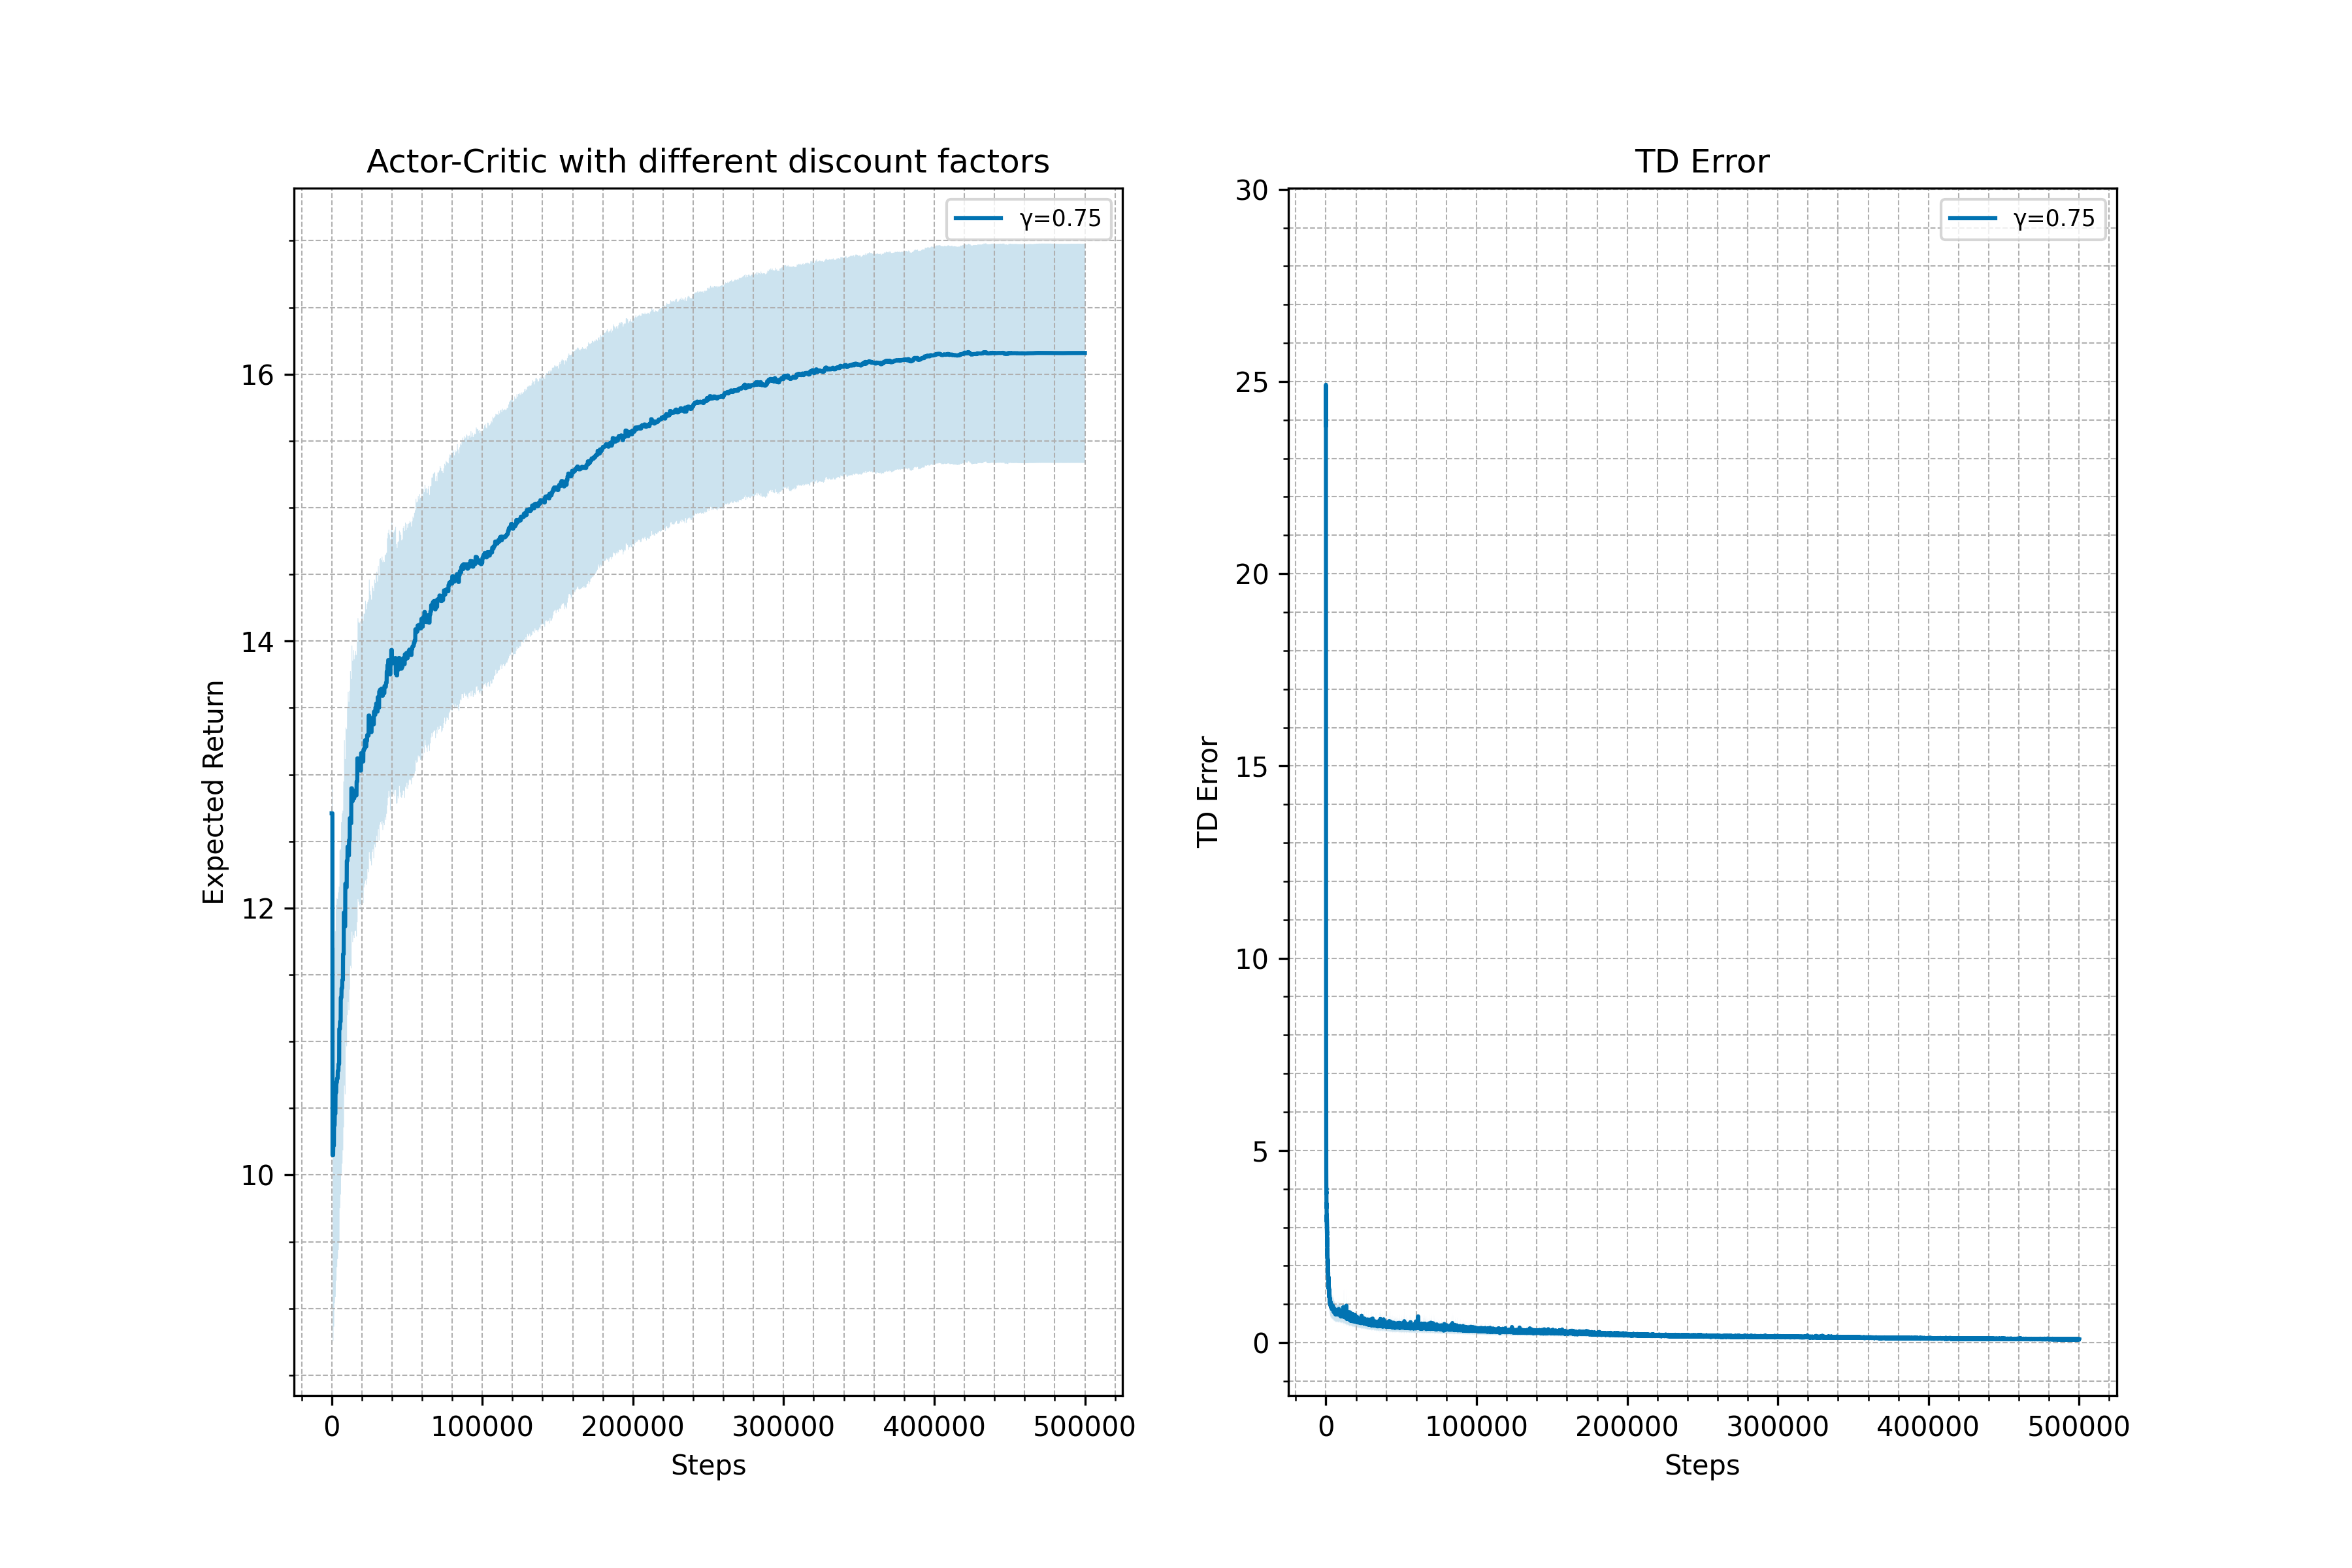 Actor-Critic with different discount factors
γ=0.75
Expected Return
16
14
12
10
0 100000 200000 300000 400000 500000
Steps
TD Error
γ=0.75
TD Error
30
25
20
15
10
5
0
0 100000 200000 300000 400000 500000
Steps